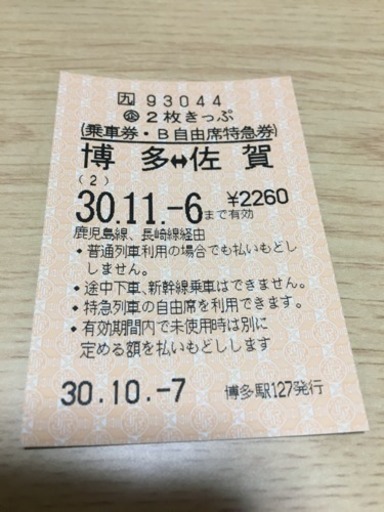 九 93044
企 2枚きっぷ
(乗車券・B自由席特急券)
博多↔佐賀
(2)
30.11.-6まで有効 ¥2260
鹿児島線、長崎線経由
・普通列車利用の場合でも払いもどし
しません。
・途中下車、新幹線乗車はできません。
・特急列車の自由席を利用できます。
・有効期間内で未使用時は別に
定める額を払いもどしします
30.10.-7 博多駅127発行